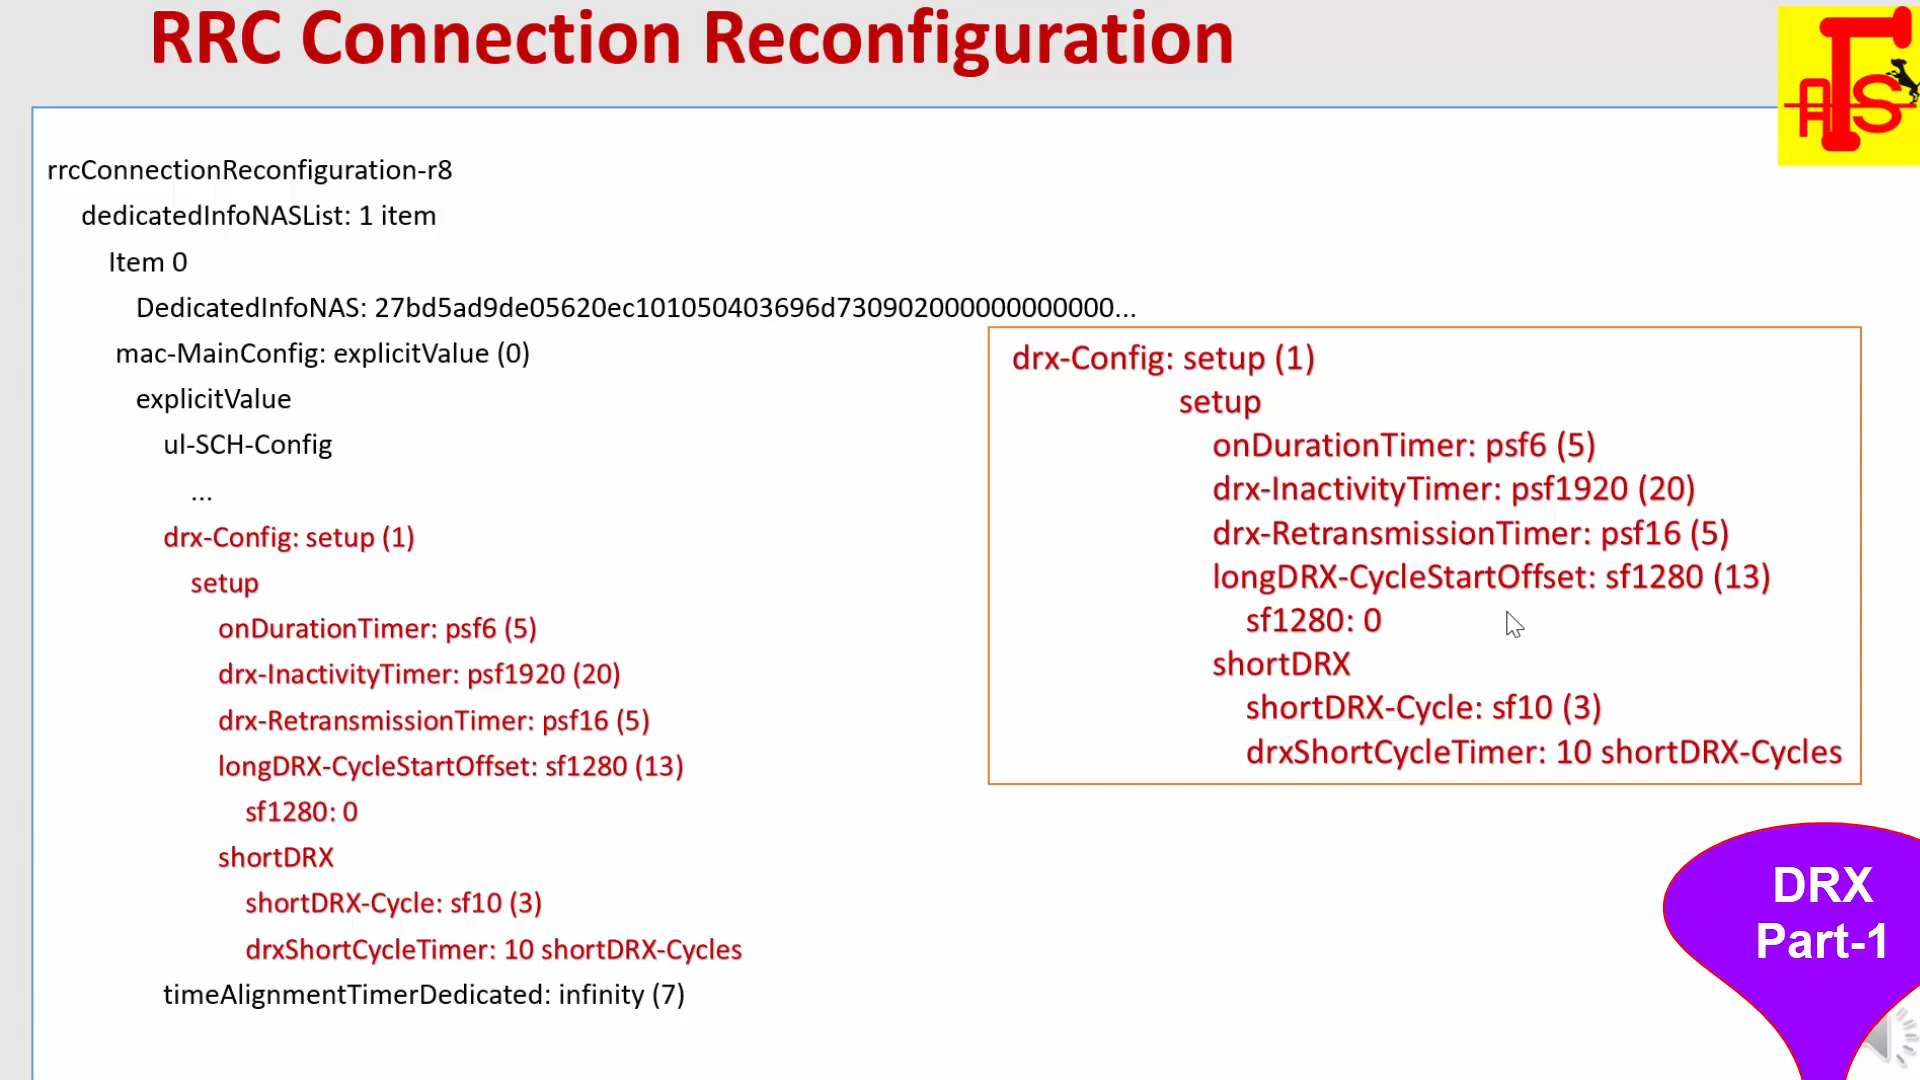 RRC Connection Reconfiguration
rrcConnectionReconfiguration-r8
dedicatedInfoNASList: 1 item
Item 0
DedicatedInfoNAS: 27bd5ad9de05620ec101050403696d730902000000000000...
mac-MainConfig: explicitValue (0)
explicitValue
ul-SCH-Config
...
drx-Config: setup (1)
setup
onDurationTimer: psf6 (5)
drx-InactivityTimer: psf1920 (20)
drx-RetransmissionTimer: psf16 (5)
longDRX-CycleStartOffset: sf1280 (13)
sf1280: 0
shortDRX
shortDRX-Cycle: sf10 (3)
drxShortCycleTimer: 10 shortDRX-Cycles
timeAlignmentTimerDedicated: infinity (7)
drx-Config: setup (1)
setup
onDurationTimer: psf6 (5)
drx-InactivityTimer: psf1920 (20)
drx-RetransmissionTimer: psf16 (5)
longDRX-CycleStartOffset: sf1280 (13)
sf1280: 0
shortDRX
shortDRX-Cycle: sf10 (3)
drxShortCycleTimer: 10 shortDRX-Cycles
DRX
Part-1